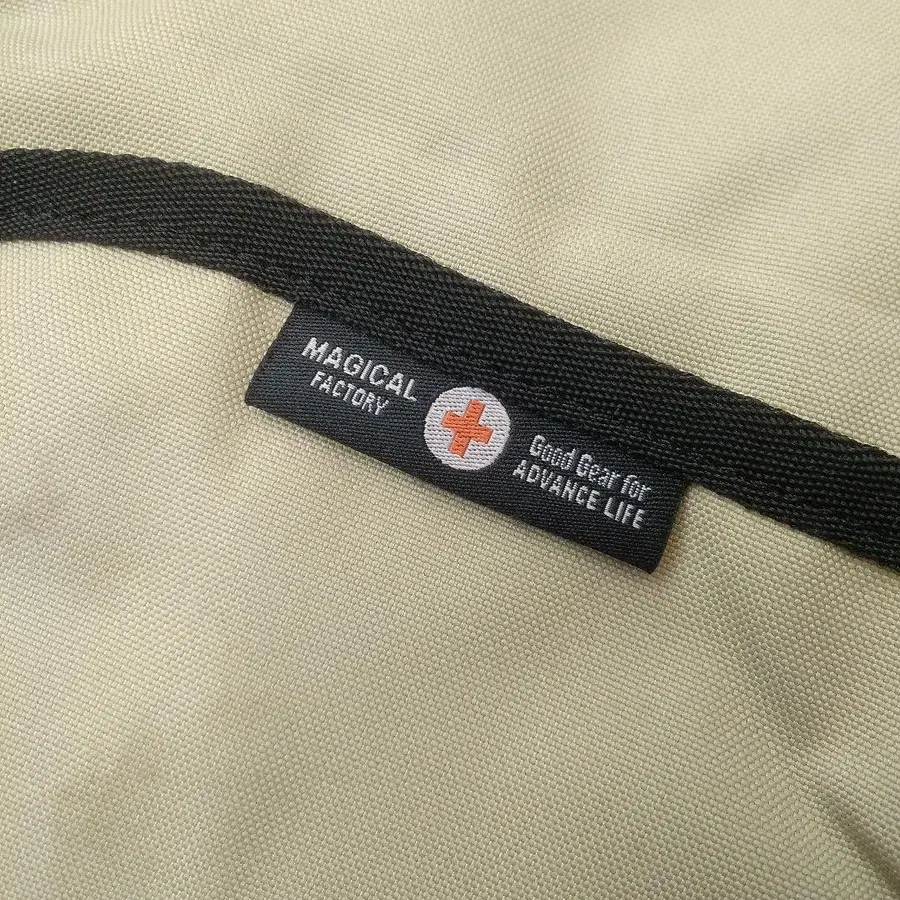 MAGICAL
FACTORY
Good Gear for
ADVANCE LIFE